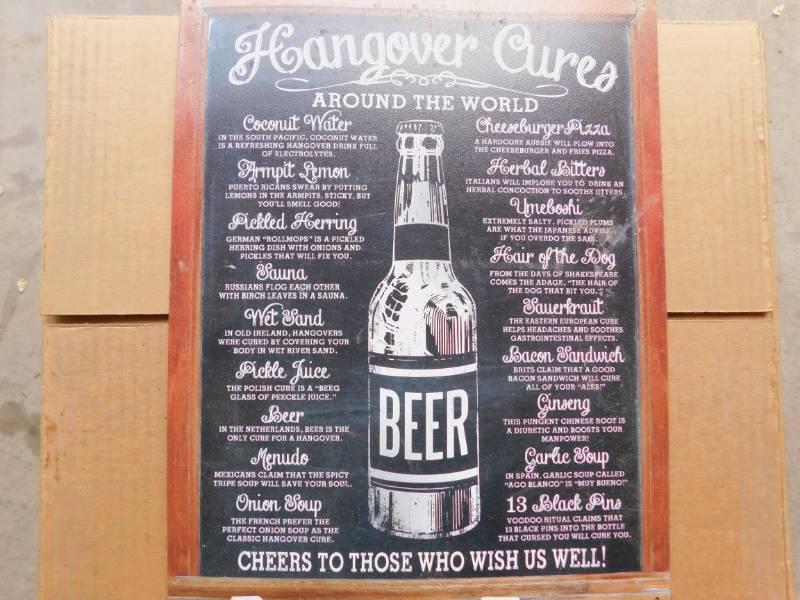 Hangover Cures
AROUND THE WORLD
Coconut Water
IN THE SOUTH PACIFIC, COCONUT WATER
IS A REFRESHING HANGOVER DRINK FULL
OF ELECTROLYTES.
Armpit Lemon
PUERTO RICANS SWEAR BY PUTTING
LEMONS IN THE ARMPITS. STICKY, BUT
YOU'LL SMELL GOOD!
Pickled Herring
GERMAN "ROLLMOPS" IS A PICKLED
HERRING DISH WITH ONIONS AND
PICKLES THAT WILL FIX YOU.
Sauna
RUSSIANS FLOG EACH OTHER
WITH BIRCH LEAVES IN A SAUNA.
Wet Sand
IN OLD IRELAND, HANGOVERS
WERE CURED BY COVERING YOUR
BODY IN WET RIVER SAND.
Pickle Juice
THE POLISH CURE IS A "BEEG
GLASS OF PEECKLE JUICE."
Beer
IN THE NETHERLANDS, BEER IS THE
ONLY CURE FOR A HANGOVER.
Menudo
MEXICANS CLAIM THAT THE SPICY
TRIPE SOUP WILL SAVE YOUR SOUL.
Onion Soup
THE FRENCH PREFER THE
PERFECT ONION SOUP AS THE
CLASSIC HANGOVER CURE.
BEER
Cheeseburger Pizza
A HARDCORE AUSSIE WILL PLOW INTO
THE CHEESEBURGER AND FRIES PIZZA.
Herbal Bitters
ITALIANS WILL IMPLORE YOU TO DRINK AN
HERBAL CONCOCTION TO SOOTHE JITTERS.
Umeboshi
EXTREMELY SALTY, PICKLED PLUMS
ARE WHAT THE JAPANESE ADVISE
IF YOU OVERDO THE SAKE.
Hair of the Dog
FROM THE DAYS OF SHAKESPEARE
COMES THE ADAGE, "THE HAIR OF
THE DOG THAT BIT YOU."
Sauerkraut
THE EASTERN EUROPEAN CURE
HELPS HEADACHES AND SOOTHES
GASTROINTESTINAL EFFECTS.
Bacon Sandwich
BRITS CLAIM THAT A GOOD
BACON SANDWICH WILL CURE
ALL OF YOUR "ALES!"
Ginseng
THIS PUNGENT CHINESE ROOT IS
A DIURETIC AND BOOSTS YOUR
MANPOWER!
Garlic Soup
IN SPAIN, GARLIC SOUP CALLED
"AGO BLANCO" IS "MUY BUENO!"
13 Black Pins
VOODOO RITUAL CLAIMS THAT
13 BLACK PINS INTO THE BOTTLE
THAT CURSED YOU WILL CURE YOU.
CHEERS TO THOSE WHO WISH US WELL!